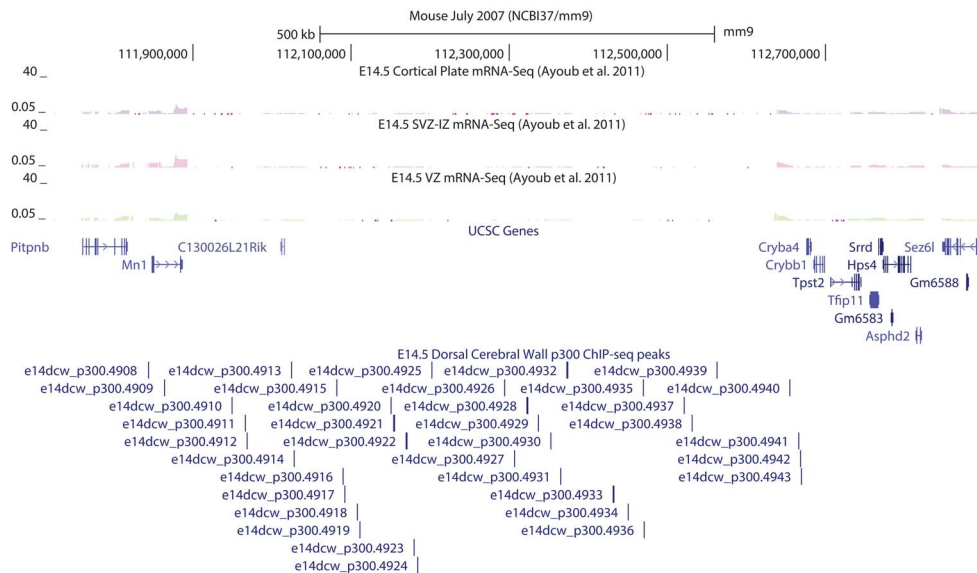 Mouse July 2007 (NCBI37/mm9)
500 kb mm9
111,900,000 112,100,000 112,300,000 112,500,000 112,700,000
E14.5 Cortical Plate mRNA-Seq (Ayoub et al. 2011)
40
0.05
E14.5 SVZ-IZ mRNA-Seq (Ayoub et al. 2011)
40
0.05
E14.5 VZ mRNA-Seq (Ayoub et al. 2011)
40
0.05
UCSC Genes
Pitpnb C130026L21Rik Cryba4 Srrd Sez6l
Mn1 Crybb1 Hps4
Tpst2 Gm6588
Tfip11
Gm6583
Asphd2
E14.5 Dorsal Cerebral Wall p300 ChIP-seq peaks
e14dcw_p300.4908 e14dcw_p300.4913 e14dcw_p300.4925 e14dcw_p300.4932 e14dcw_p300.4939
e14dcw_p300.4909 e14dcw_p300.4915 e14dcw_p300.4926 e14dcw_p300.4935 e14dcw_p300.4940
e14dcw_p300.4910 e14dcw_p300.4920 e14dcw_p300.4928 e14dcw_p300.4937
e14dcw_p300.4911 e14dcw_p300.4921 e14dcw_p300.4929 e14dcw_p300.4938
e14dcw_p300.4912 e14dcw_p300.4922 e14dcw_p300.4930 e14dcw_p300.4941
e14dcw_p300.4914 e14dcw_p300.4927 e14dcw_p300.4942
e14dcw_p300.4916 e14dcw_p300.4931 e14dcw_p300.4943
e14dcw_p300.4917 e14dcw_p300.4933
e14dcw_p300.4918 e14dcw_p300.4934
e14dcw_p300.4919 e14dcw_p300.4936
e14dcw_p300.4923
e14dcw_p300.4924